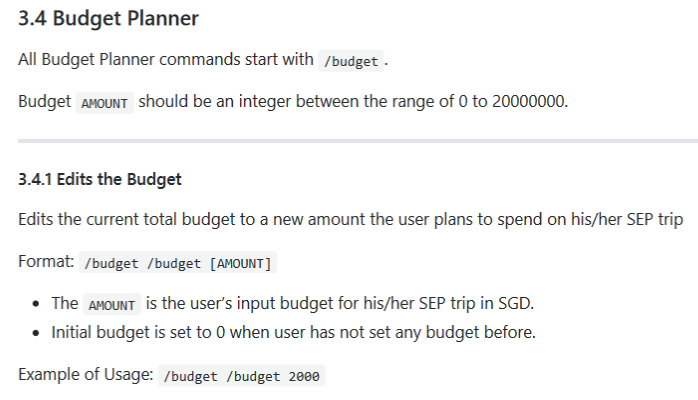 3.4 Budget Planner
All Budget Planner commands start with /budget .
Budget AMOUNT should be an integer between the range of 0 to 20000000.
3.4.1 Edits the Budget
Edits the current total budget to a new amount the user plans to spend on his/her SEP trip
Format: /budget /budget [AMOUNT]
• The AMOUNT is the user's input budget for his/her SEP trip in SGD.
• Initial budget is set to 0 when user has not set any budget before.
Example of Usage: /budget /budget 2000